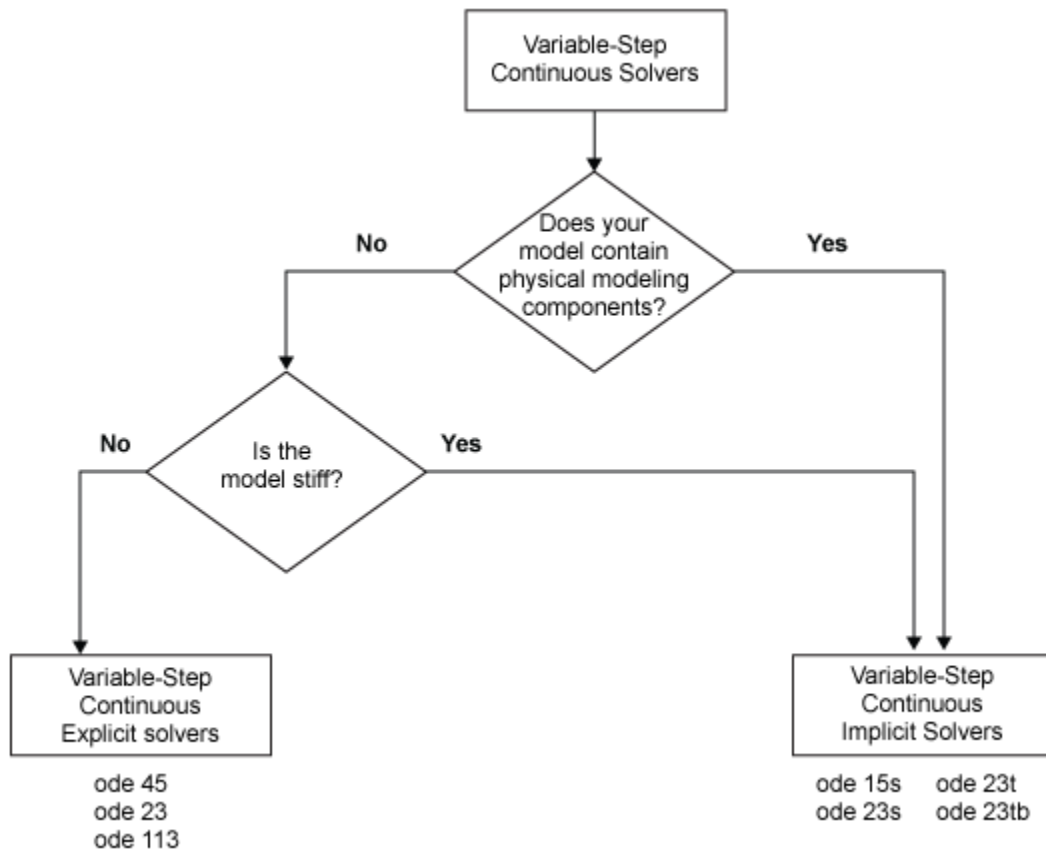 Variable-Step
Continuous Solvers
Does your
model contain
physical modeling
components?
No
Yes
Is the
model stiff?
No
Yes
Variable-Step
Continuous
Explicit solvers
ode 45
ode 23
ode 113
Variable-Step
Continuous
Implicit Solvers
ode 15s ode 23t
ode 23s ode 23tb